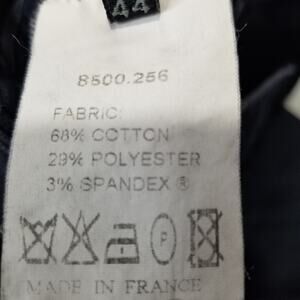 44
8500.256
FABRIC:
68% COTTON
29% POLYESTER
3% SPANDEX ®
P
MADE IN FRANCE